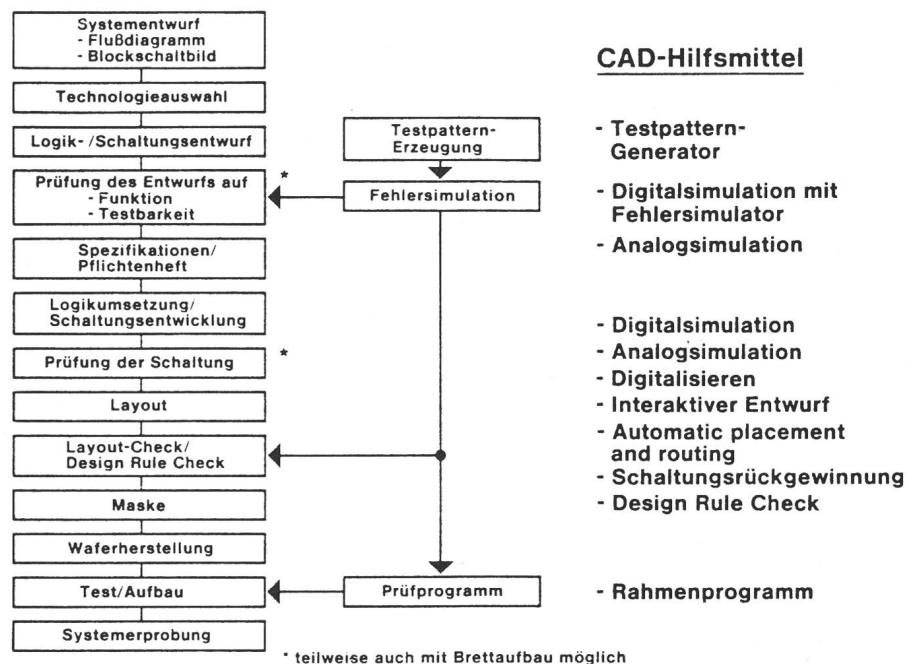 Systementwurf
- Flußdiagramm
- Blockschaltbild
Technologieauswahl
Logik- /Schaltungsentwurf
Prüfung des Entwurfs auf
- Funktion
- Testbarkeit
*
Spezifikationen/
Pflichtenheft
Logikumsetzung/
Schaltungsentwicklung
Prüfung der Schaltung
*
Layout
Layout-Check/
Design Rule Check
Maske
Waferherstellung
Test/Aufbau
Systemerprobung
Testpattern-
Erzeugung
Fehlersimulation
Prüfprogramm
* teilweise auch mit Brettaufbau möglich
CAD-Hilfsmittel
- Testpattern-
Generator
- Digitalsimulation mit
Fehlersimulator
- Analogsimulation
- Digitalsimulation
- Analogsimulation
- Digitalisieren
- Interaktiver Entwurf
- Automatic placement
and routing
- Schaltungsrückgewinnung
- Design Rule Check
- Rahmenprogramm